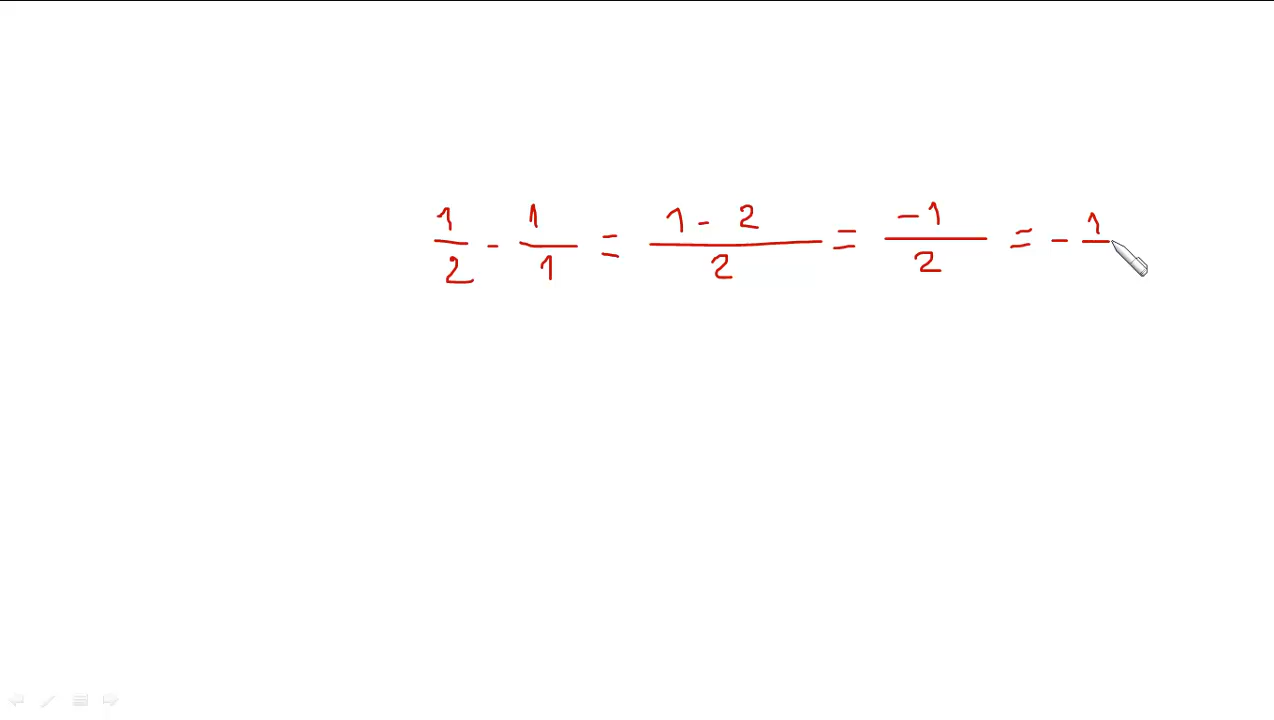 1/2 - 1/1 = (1 - 2)/2 = -1/2 = - 1/